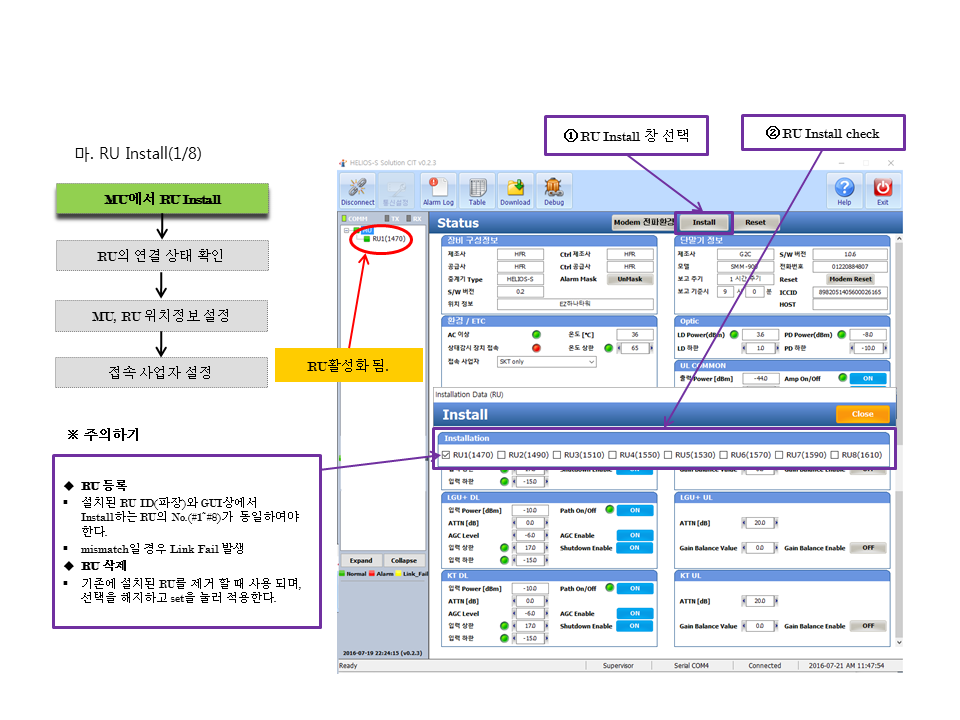 마. RU Install(1/8)
① RU Install 창 선택
② RU Install check
MU에서 RU Install
RU의 연결 상태 확인
MU, RU 위치정보 설정
접속 사업자 설정
RU활성화 됨.
※ 주의하기
◆ RU 등록
▪ 설치된 RU ID(파장)와 GUI상에서
Install하는 RU의 No.(#1~#8)가 동일하여야
한다.
▪ mismatch일 경우 Link Fail 발생
◆ RU 삭제
▪ 기존에 설치된 RU를 제거 할 때 사용 되며,
선택을 해지하고 set을 눌러 적용한다.
HELIOS-S Solution CIT v0.2.3
Disconnect 통신설정 Alarm Log Table Download Debug Help Exit
COMM TX RX
MU
RU1(1470)
Status Modem 전파환경 Install Reset
장비 구성정보 단말기 정보
제조사 HFR Ctrl 제조사 HFR 제조사 G2C S/W 버전 1.0.6
공급사 HFR Ctrl 공급사 HFR 모델 SMM-900 전화번호 01220884807
중계기 Type HELIOS-S Alarm Mask UnMask 보고 주기 1 시간 주기 Reset Modem Reset
S/W 버전 0.2 보고 기준시 9 시 0 분 ICCID 8982051405600026165
위치 정보 EZ하나타워 HOST
환경 / ETC Optic
AC 이상 온도 [℃] 36 LD Power(dBm) 3.6 PD Power(dBm) -8.0
상태감시 장치 접속 온도 상한 65 LD 하한 1.0 PD 하한 -10.0
접속 사업자 SKT only UL COMMON
출력 Power [dBm] -44.0 Amp On/Off ON
Installation Data (RU)
Install Close
Installation
RU1(1470) RU2(1490) RU3(1510) RU4(1550) RU5(1530) RU6(1570) RU7(1590) RU8(1610)
입력 하한 -15.0
LGU+ DL LGU+ UL
입력 Power [dBm] -10.0 Path On/Off ON
ATTN [dB] 0.0 ATTN [dB] 20.0
AGC Level -6.0 AGC Enable ON
입력 상한 17.0 Shutdown Enable ON Gain Balance Value 0.0 Gain Balance Enable OFF
입력 하한 -15.0
KT DL KT UL
입력 Power [dBm] -10.0 Path On/Off ON
ATTN [dB] 0.0 ATTN [dB] 20.0
AGC Level -6.0 AGC Enable ON
입력 상한 17.0 Shutdown Enable ON Gain Balance Value 0.0 Gain Balance Enable OFF
입력 하한 -15.0
Expand Collapse
Normal Alarm Link_Fail
2016-07-19 22:24:15 (v0.2.3)
Ready Supervisor Serial COM4 Connected 2016-07-21 AM 11:47:54